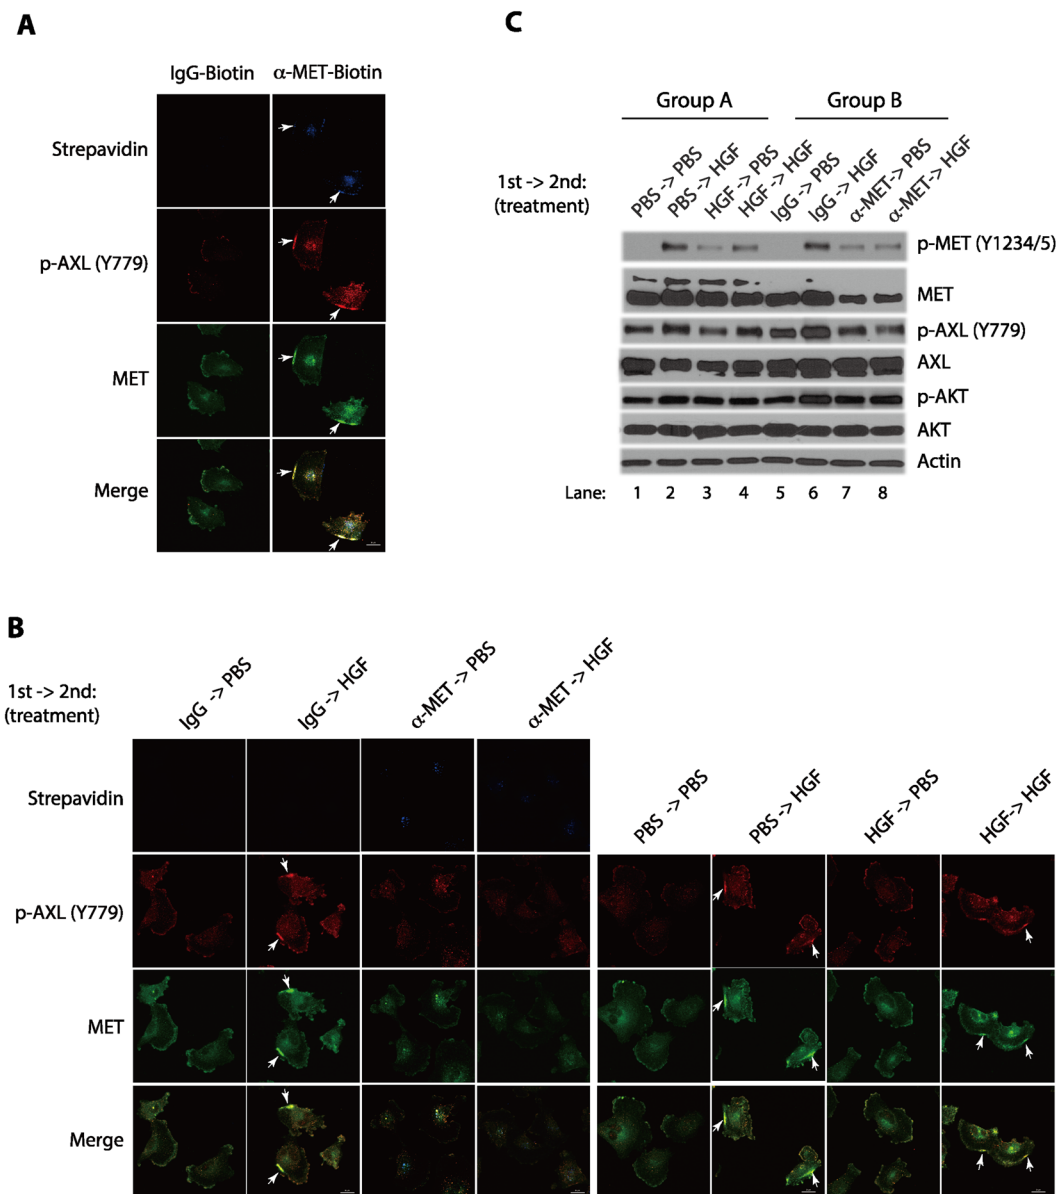 A
IgG-Biotin α-MET-Biotin
Strepavidin
p-AXL (Y779)
MET
Merge
C
Group A Group B
1st -> 2nd:
(treatment)
PBS -> PBS
PBS -> HGF
HGF -> PBS
HGF -> HGF
IgG -> PBS
IgG -> HGF
α-MET-> PBS
α-MET-> HGF
p-MET (Y1234/5)
MET
p-AXL (Y779)
AXL
p-AKT
AKT
Actin
Lane: 1 2 3 4 5 6 7 8
B
1st -> 2nd:
(treatment)
IgG -> PBS
IgG -> HGF
α-MET -> PBS
α-MET -> HGF
PBS -> PBS
PBS -> HGF
HGF -> PBS
HGF-> HGF
Strepavidin
p-AXL (Y779)
MET
Merge